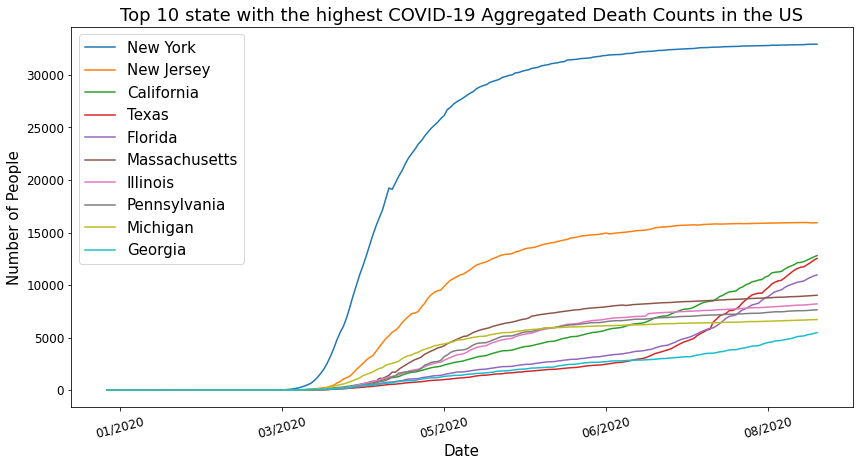 Top 10 state with the highest COVID-19 Aggregated Death Counts in the US
New York
New Jersey
California
Texas
Florida
Massachusetts
Illinois
Pennsylvania
Michigan
Georgia
Number of People
30000
25000
20000
15000
10000
5000
0
01/2020
03/2020
05/2020
06/2020
08/2020
Date